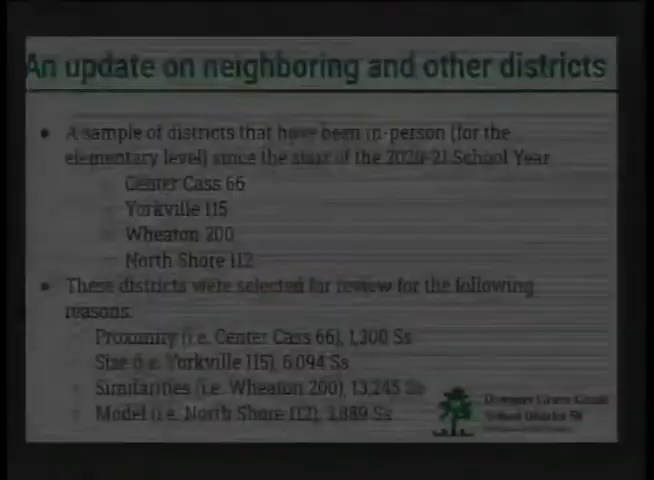 An update on neighboring and other districts
A sample of districts that have been in-person (for the
elementary level) since the start of the 2020-21 School Year
Center Cass 66
Yorkville 115
Wheaton 200
North Shore 112
These districts were selected for review for the following
reasons:
Proximity (i.e. Center Cass 66), 1,300 Ss
Size (i.e. Yorkville 115), 6,094 Ss
Similarities (i.e. Wheaton 200), 13,245 Ss
Model (i.e. North Shore 112), 3,889 Ss
Downers Grove Grade
School District 58